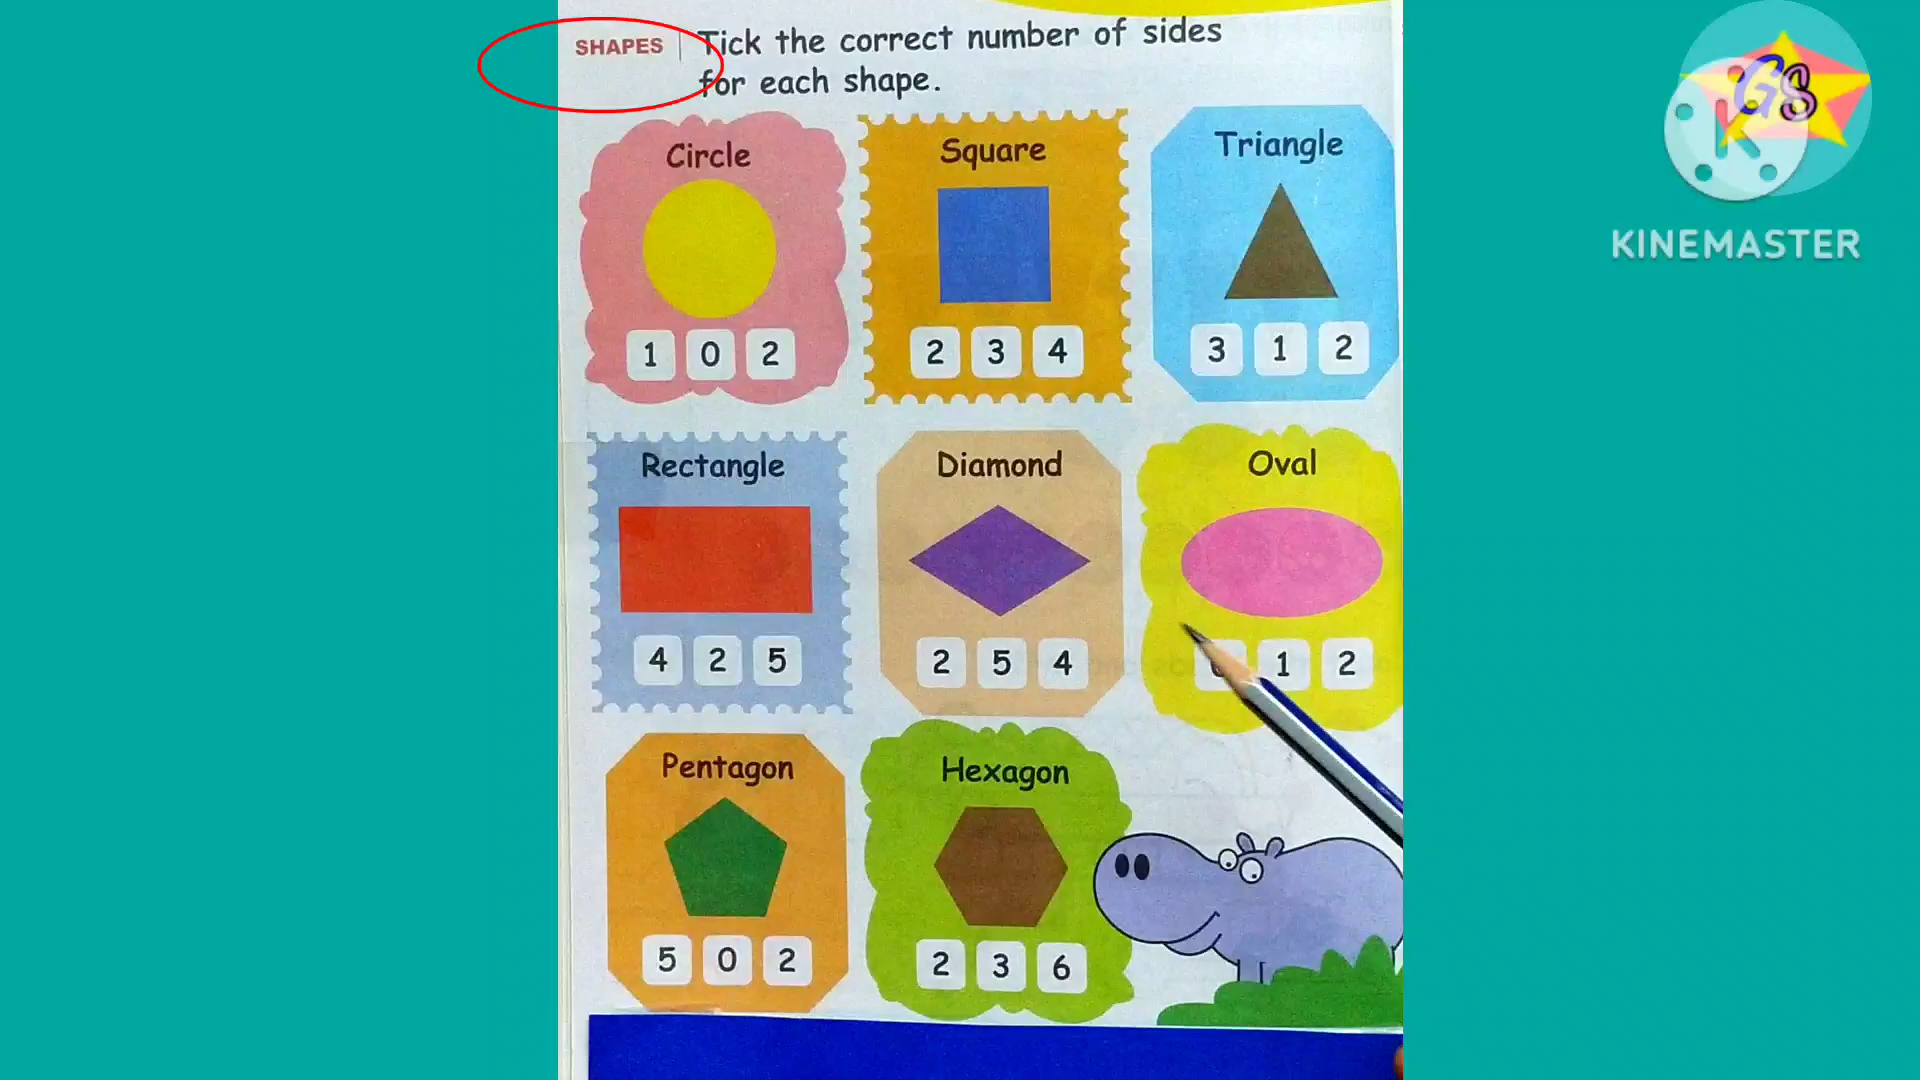 SHAPES
Tick the correct number of sides
for each shape.
Circle
1 0 2
Square
2 3 4
Triangle
3 1 2
Rectangle
4 2 5
Diamond
2 5 4
Oval
1 2
Pentagon
5 0 2
Hexagon
2 3 6
GS
K
KINEMASTER